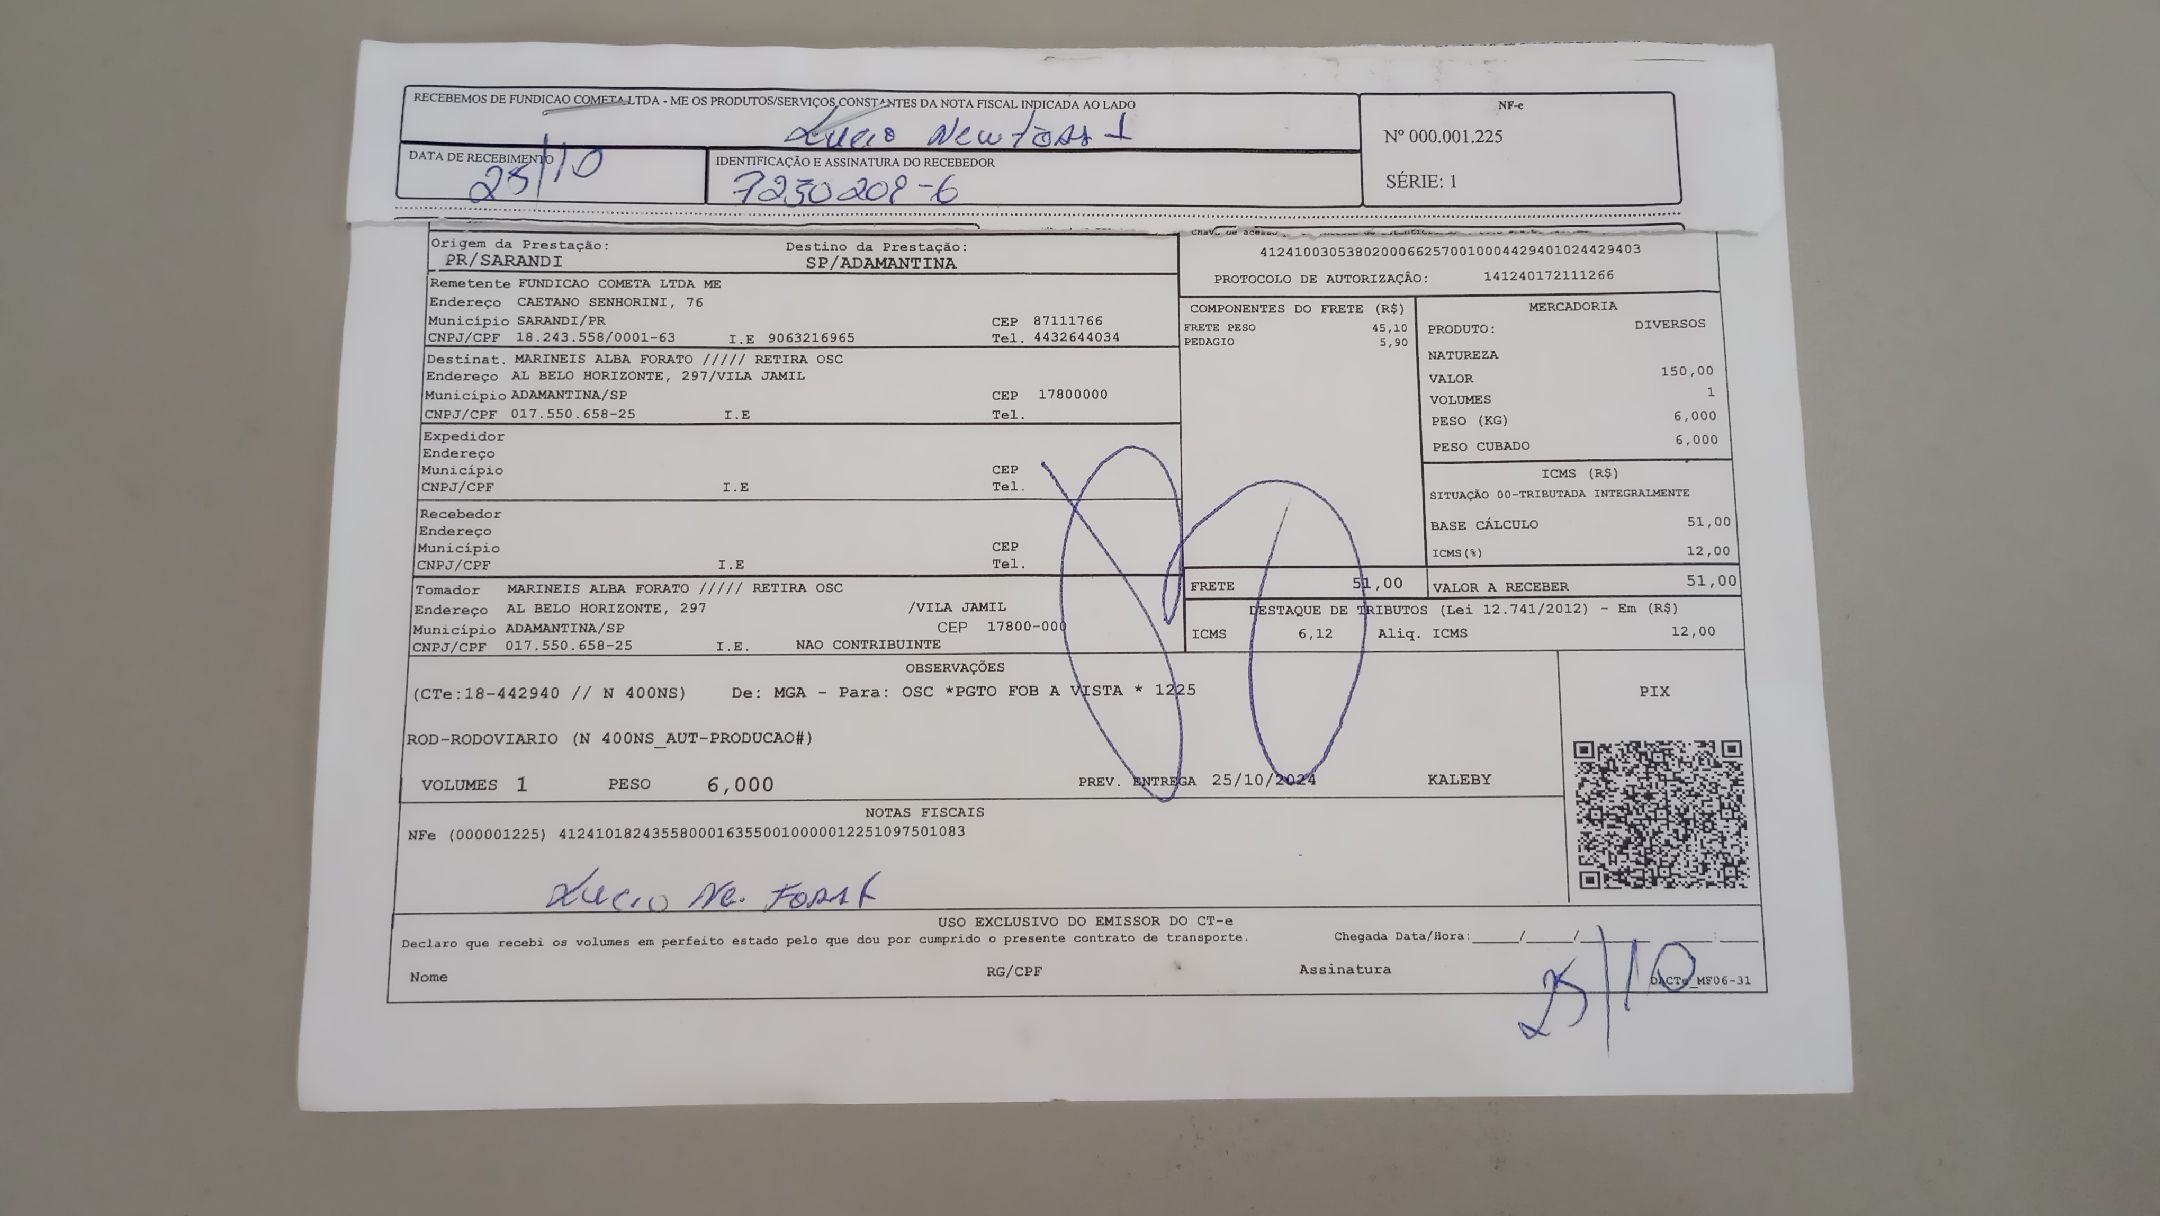 RECEBEMOS DE FUNDICAO COMETA LTDA - ME OS PRODUTOS/SERVIÇOS CONSTANTES DA NOTA FISCAL INDICADA AO LADO
Lucio
DATA DE RECEBIMENTO
25/10
IDENTIFICAÇÃO E ASSINATURA DO RECEBEDOR
NF-e
Nº 000.001.225
SÉRIE: 1
Origem da Prestação: Destino da Prestação:
PR/SARANDI SP/ADAMANTINA
Remetente FUNDICAO COMETA LTDA ME
Endereço CAETANO SENHORINI, 76
Município SARANDI/PR CEP 87111766
CNPJ/CPF 18.243.558/0001-63 I.E 9063216965 Tel. 4432644034
Destinat. MARINEIS ALBA FORATO ///// RETIRA OSC
Endereço AL BELO HORIZONTE, 297/VILA JAMIL
Município ADAMANTINA/SP CEP 17800000
CNPJ/CPF 017.550.658-25 I.E Tel.
Expedidor
Endereço
Município CEP
CNPJ/CPF I.E Tel.
Recebedor
Endereço
Município CEP
CNPJ/CPF I.E Tel.
Tomador MARINEIS ALBA FORATO ///// RETIRA OSC
Endereço AL BELO HORIZONTE, 297 /VILA JAMIL
Município ADAMANTINA/SP CEP 17800-000
CNPJ/CPF 017.550.658-25 I.E. NAO CONTRIBUINTE
41241003053802000662570010004429401024429403
PROTOCOLO DE AUTORIZAÇÃO: 141240172111266
COMPONENTES DO FRETE (R$)
FRETE PESO 45,10
PEDAGIO 5,90
MERCADORIA
PRODUTO: DIVERSOS
NATUREZA
VALOR 150,00
VOLUMES 1
PESO (KG) 6,000
PESO CUBADO 6,000
ICMS (R$)
SITUAÇÃO 00-TRIBUTADA INTEGRALMENTE
BASE CÁLCULO 51,00
ICMS(%) 12,00
FRETE 51,00 VALOR A RECEBER 51,00
DESTAQUE DE TRIBUTOS (Lei 12.741/2012) - Em (R$)
ICMS 6,12 Aliq. ICMS 12,00
OBSERVAÇÕES
(CTe:18-442940 // N 400NS) De: MGA - Para: OSC *PGTO FOB A VISTA * 1225
ROD-RODOVIARIO (N 400NS_AUT-PRODUCAO#)
VOLUMES 1 PESO 6,000 PREV. ENTREGA 25/10/2024 KALEBY
PIX
NOTAS FISCAIS
NFe (000001225) 41241018243558000163550010000012251097501083
Lucio
USO EXCLUSIVO DO EMISSOR DO CT-e
Declaro que recebi os volumes em perfeito estado pelo que dou por cumprido o presente contrato de transporte. Chegada Data/Hora:_____/_____/_____ _____:_____
Nome RG/CPF Assinatura
25/10
DACTe_MF06-31